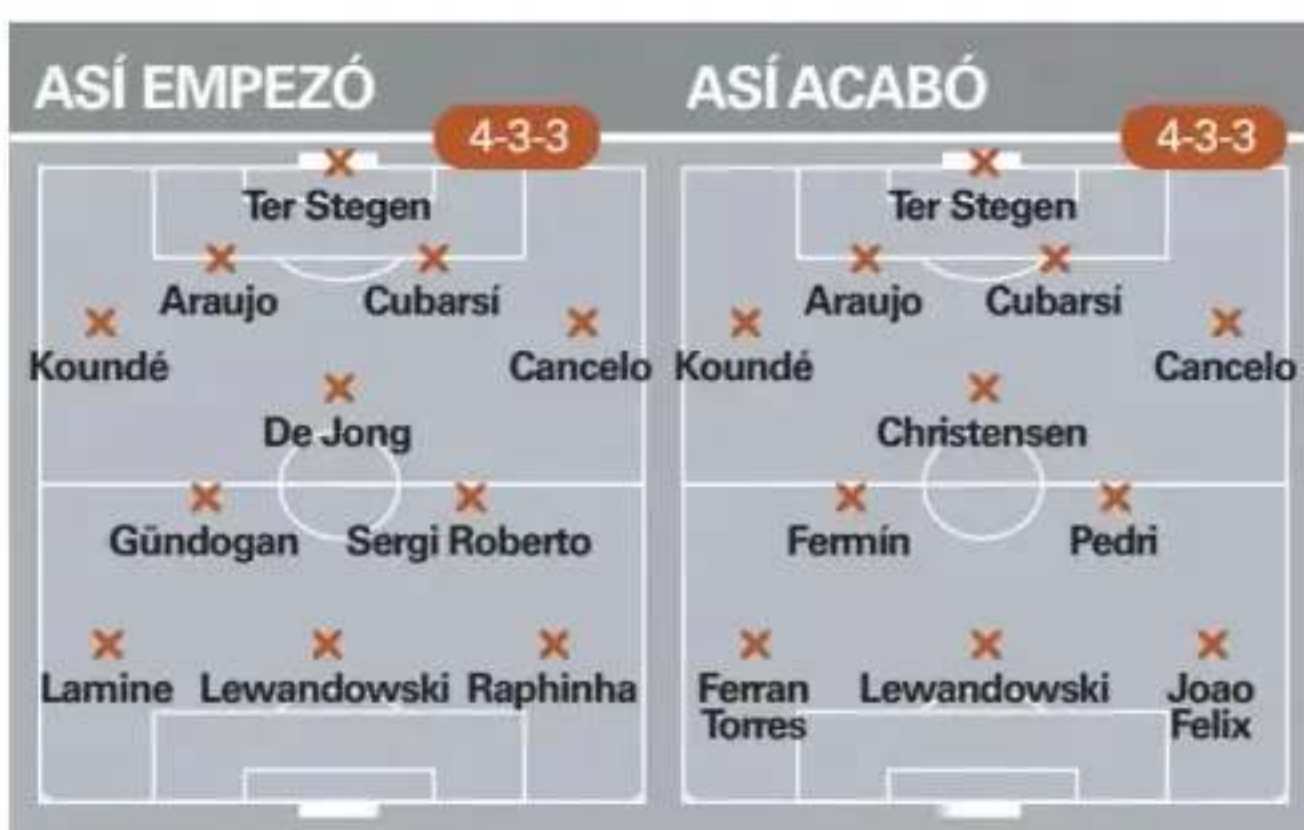 ASÍ EMPEZÓ
4-3-3
Ter Stegen
Araujo Cubarsí
Koundé Cancelo
De Jong
Gündogan Sergi Roberto
Lamine Lewandowski Raphinha
ASÍ ACABÓ
4-3-3
Ter Stegen
Araujo Cubarsí
Koundé Cancelo
Christensen
Fermín Pedri
Ferran Lewandowski Joao
Torres Felix